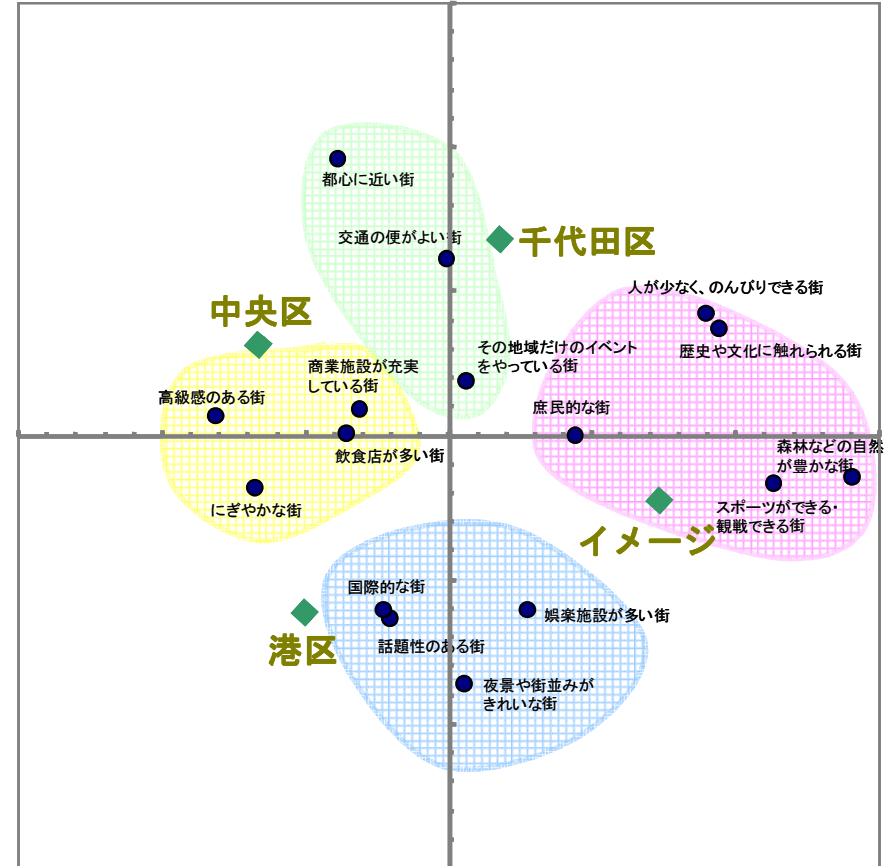 都心に近い街
交通の便がよい街
千代田区
人が少なく、のんびりできる街
中央区
その地域だけのイベント
をやっている街
歴史や文化に触れられる街
商業施設が充実
している街
高級感のある街
庶民的な街
飲食店が多い街
森林などの自然
が豊かな街
にぎやかな街
スポーツができる・
観戦できる街
イメージ
国際的な街
娯楽施設が多い街
港区
話題性のある街
夜景や街並みが
きれいな街